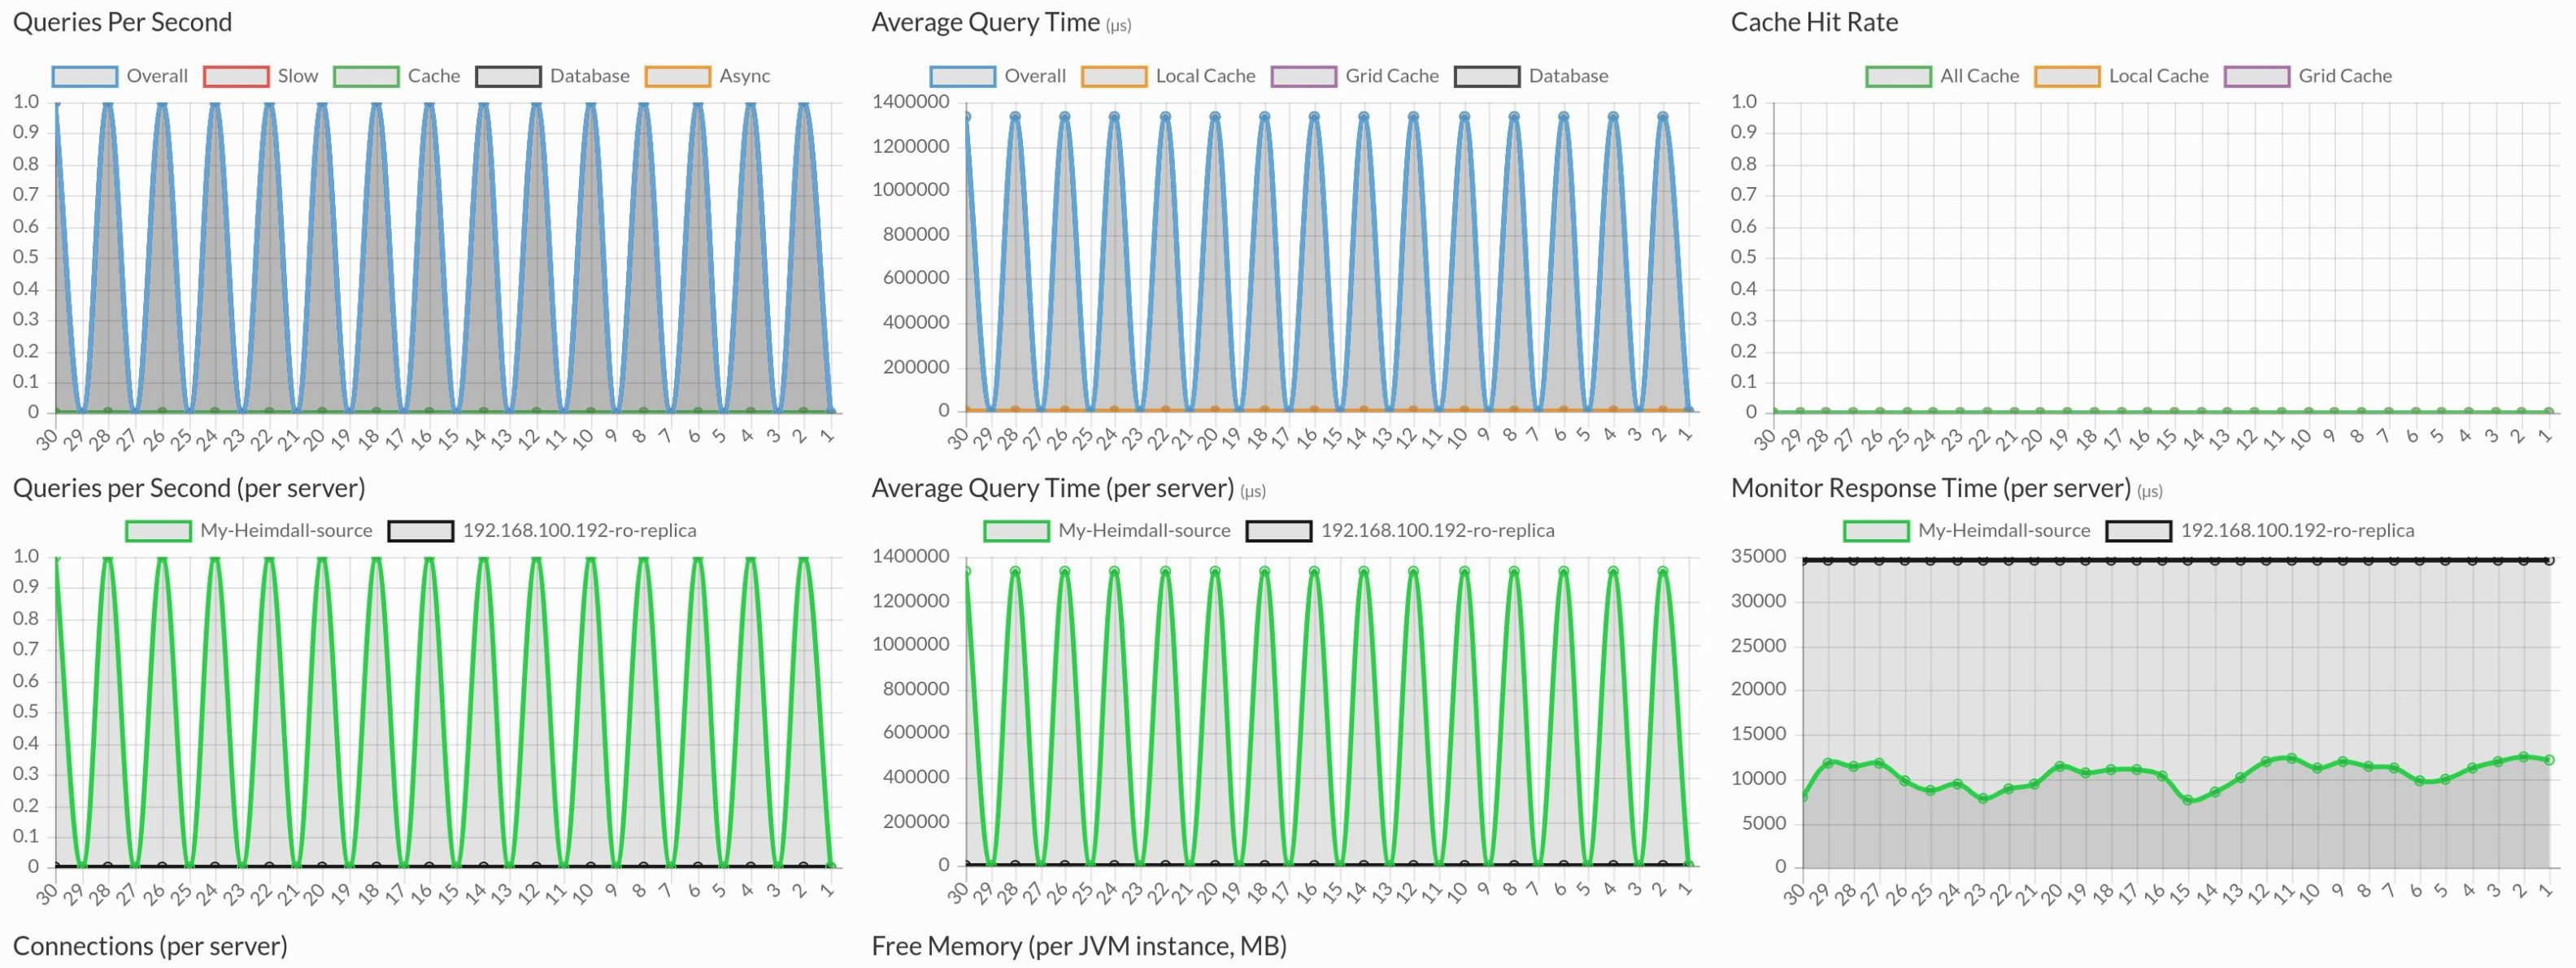 Queries Per Second
Overall Slow Cache Database Async
1.0
0.9
0.8
0.7
0.6
0.5
0.4
0.3
0.2
0.1
0
30 29 28 27 26 25 24 23 22 21 20 19 18 17 16 15 14 13 12 11 10 9 8 7 6 5 4 3 2 1
Average Query Time (μs)
Overall Local Cache Grid Cache Database
1400000
1200000
1000000
800000
600000
400000
200000
0
30 29 28 27 26 25 24 23 22 21 20 19 18 17 16 15 14 13 12 11 10 9 8 7 6 5 4 3 2 1
Cache Hit Rate
All Cache Local Cache Grid Cache
1.0
0.9
0.8
0.7
0.6
0.5
0.4
0.3
0.2
0.1
0
30 29 28 27 26 25 24 23 22 21 20 19 18 17 16 15 14 13 12 11 10 9 8 7 6 5 4 3 2 1
Queries per Second (per server)
My-Heimdall-source 192.168.100.192-ro-replica
1.0
0.9
0.8
0.7
0.6
0.5
0.4
0.3
0.2
0.1
0
30 29 28 27 26 25 24 23 22 21 20 19 18 17 16 15 14 13 12 11 10 9 8 7 6 5 4 3 2 1
Average Query Time (per server) (μs)
My-Heimdall-source 192.168.100.192-ro-replica
1400000
1200000
1000000
800000
600000
400000
200000
0
30 29 28 27 26 25 24 23 22 21 20 19 18 17 16 15 14 13 12 11 10 9 8 7 6 5 4 3 2 1
Monitor Response Time (per server) (μs)
My-Heimdall-source 192.168.100.192-ro-replica
35000
30000
25000
20000
15000
10000
5000
0
30 29 28 27 26 25 24 23 22 21 20 19 18 17 16 15 14 13 12 11 10 9 8 7 6 5 4 3 2 1
Connections (per server)
Free Memory (per JVM instance, MB)